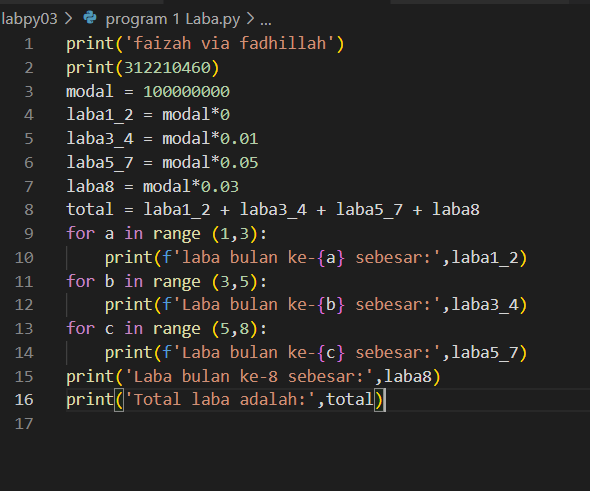 labpy03 > program 1 Laba.py > ...
1 print('faizah via fadhillah')
2 print(312210460)
3 modal = 100000000
4 laba1_2 = modal*0
5 laba3_4 = modal*0.01
6 laba5_7 = modal*0.05
7 laba8 = modal*0.03
8 total = laba1_2 + laba3_4 + laba5_7 + laba8
9 for a in range (1,3):
10     print(f'laba bulan ke-{a} sebesar:',laba1_2)
11 for b in range (3,5):
12     print(f'Laba bulan ke-{b} sebesar:',laba3_4)
13 for c in range (5,8):
14     print(f'Laba bulan ke-{c} sebesar:',laba5_7)
15 print('Laba bulan ke-8 sebesar:',laba8)
16 print('Total laba adalah:',total)
17